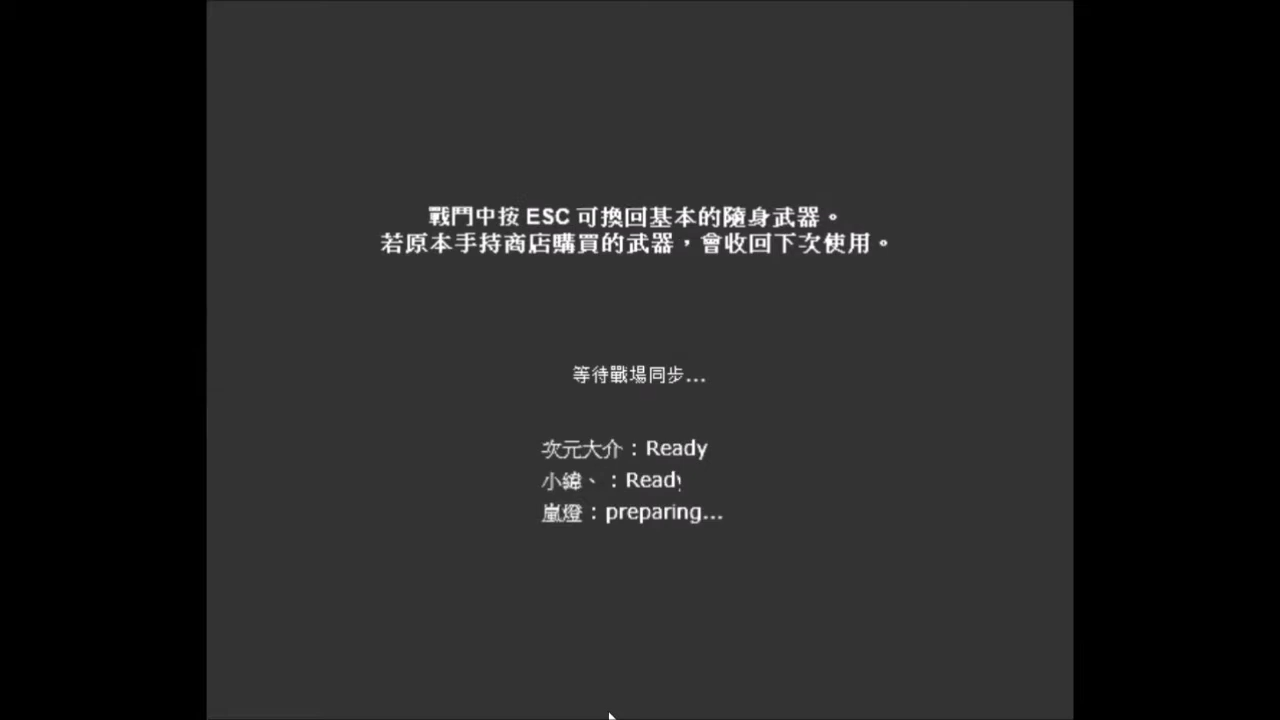 戰鬥中按 ESC 可換回基本的隨身武器。
若原本手持商店購買的武器，會收回下次使用。
等待戰場同步...
次元大介：Ready
小緯、：Ready
嵐燈：preparing...